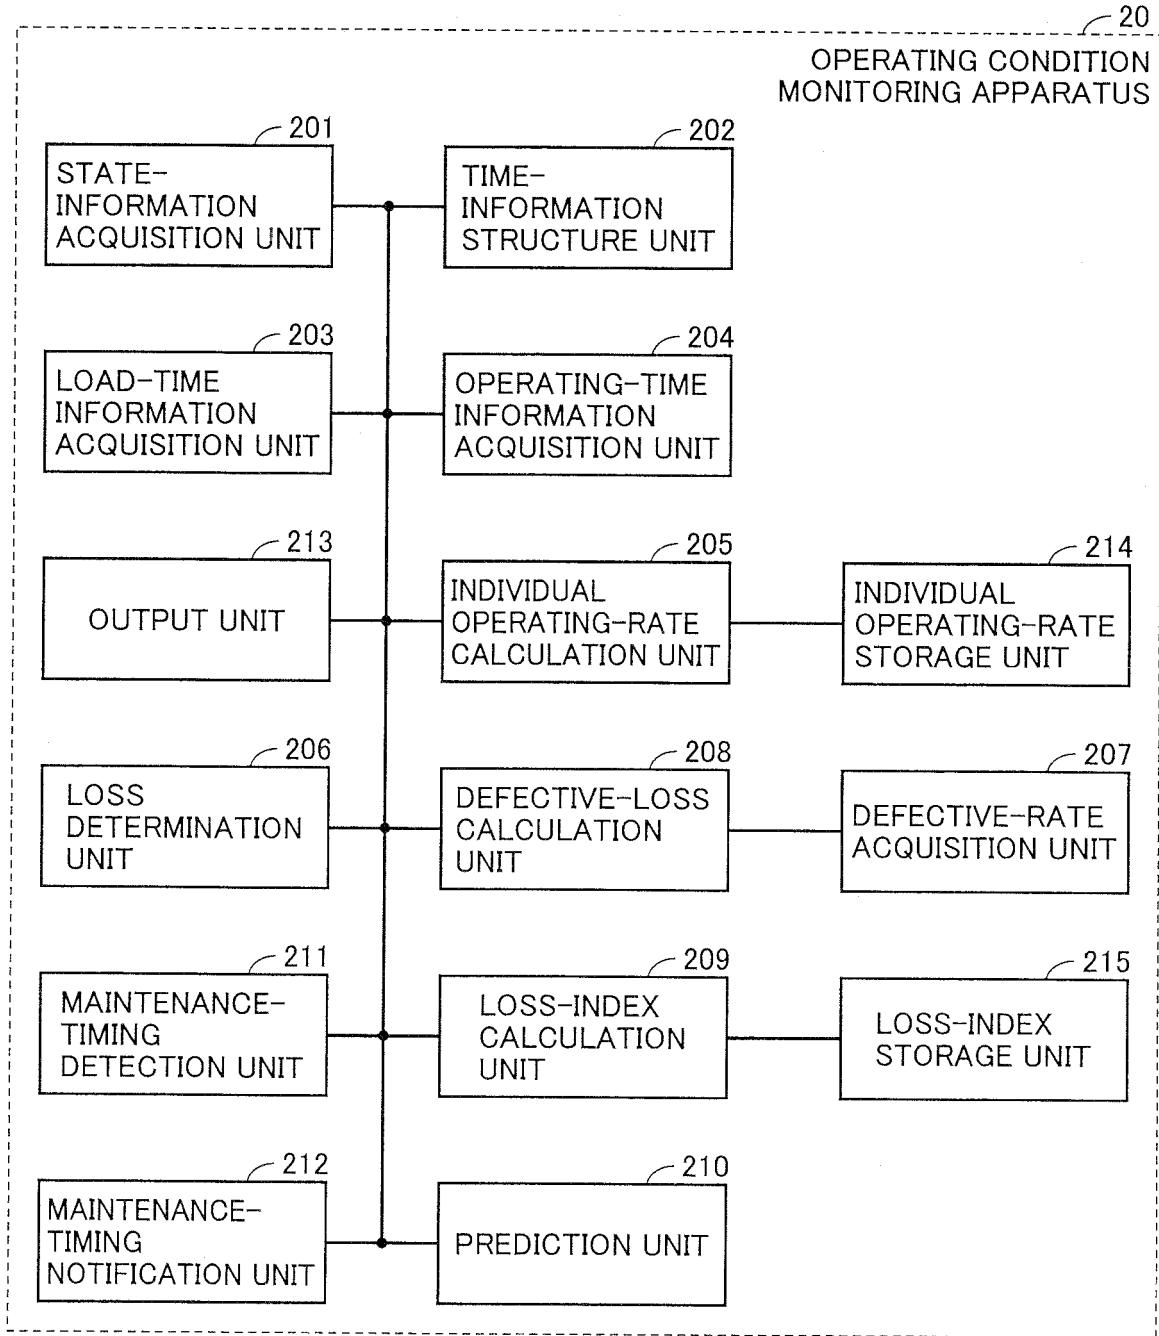 20
OPERATING CONDITION
MONITORING APPARATUS
201
STATE-
INFORMATION
ACQUISITION UNIT
202
TIME-
INFORMATION
STRUCTURE UNIT
203
LOAD-TIME
INFORMATION
ACQUISITION UNIT
204
OPERATING-TIME
INFORMATION
ACQUISITION UNIT
213
OUTPUT UNIT
205
INDIVIDUAL
OPERATING-RATE
CALCULATION UNIT
214
INDIVIDUAL
OPERATING-RATE
STORAGE UNIT
206
LOSS
DETERMINATION
UNIT
208
DEFECTIVE-LOSS
CALCULATION
UNIT
207
DEFECTIVE-RATE
ACQUISITION UNIT
211
MAINTENANCE-
TIMING
DETECTION UNIT
209
LOSS-INDEX
CALCULATION
UNIT
215
LOSS-INDEX
STORAGE UNIT
212
MAINTENANCE-
TIMING
NOTIFICATION UNIT
210
PREDICTION UNIT